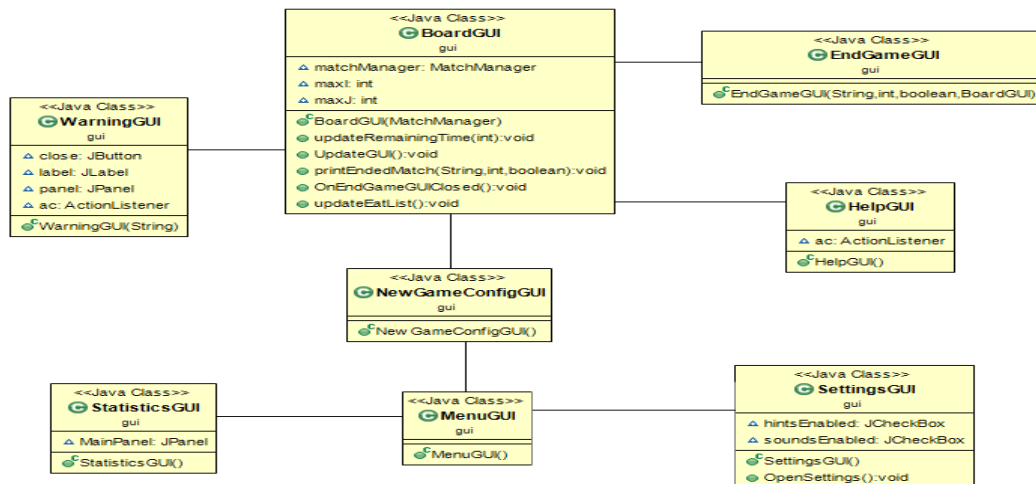 <<Java Class>>
BoardGUI
gui
matchManager: MatchManager
maxI: int
maxJ: int
BoardGUI(MatchManager)
updateRemainingTime(int):void
UpdateGUI():void
printEndedMatch(String,int,boolean):void
OnEndGameGUIClosed():void
updateEatList():void
<<Java Class>>
EndGameGUI
gui
EndGameGUI(String,int,boolean,BoardGUI)
<<Java Class>>
WarningGUI
gui
close: JButton
label: JLabel
panel: JPanel
ac: ActionListener
WarningGUI(String)
<<Java Class>>
HelpGUI
gui
ac: ActionListener
HelpGUI()
<<Java Class>>
NewGameConfigGUI
gui
New GameConfigGUI()
<<Java Class>>
StatisticsGUI
gui
MainPanel: JPanel
StatisticsGUI()
<<Java Class>>
MenuGUI
gui
MenuGUI()
<<Java Class>>
SettingsGUI
gui
hintsEnabled: JCheckBox
soundsEnabled: JCheckBox
SettingsGUI()
OpenSettings():void